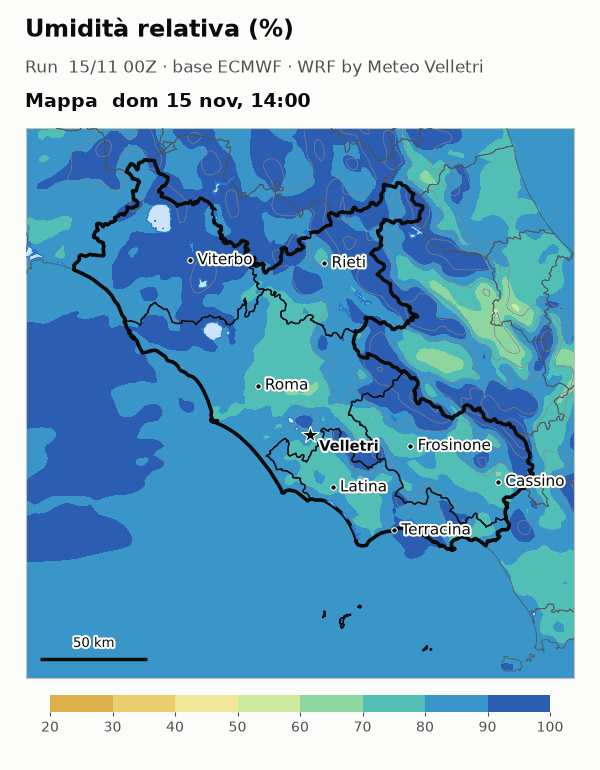 Umidità relativa (%)
Run  15/11 00Z · base ECMWF · WRF by Meteo Velletri
Mappa  dom 15 nov, 14:00
Viterbo
Rieti
Roma
Velletri
Frosinone
Cassino
Latina
Terracina
50 km
20 30 40 50 60 70 80 90 100